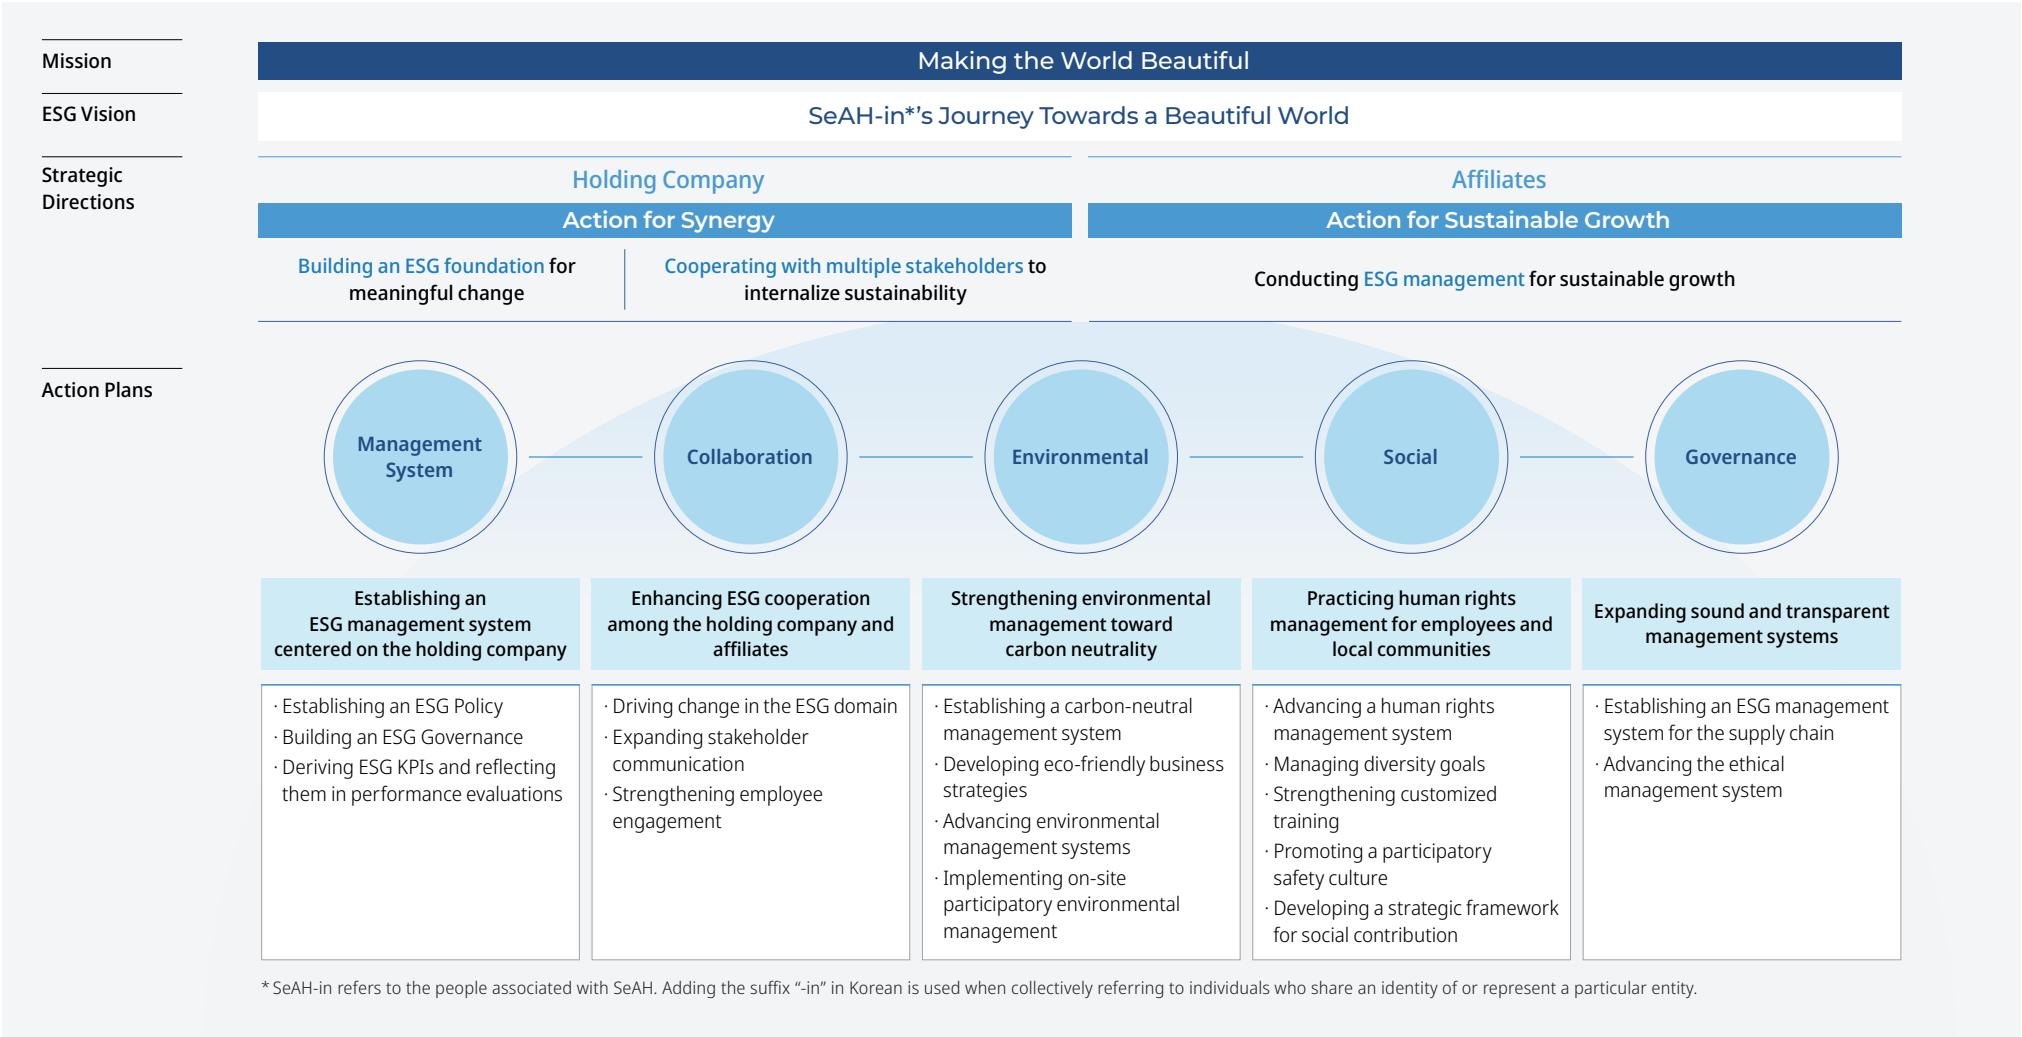 Mission
Making the World Beautiful
ESG Vision
SeAH-in*’s Journey Towards a Beautiful World
Strategic
Directions
Holding Company
Action for Synergy
Building an ESG foundation for
meaningful change
Cooperating with multiple stakeholders to
internalize sustainability
Affiliates
Action for Sustainable Growth
Conducting ESG management for sustainable growth
Action Plans
Management
System
Collaboration
Environmental
Social
Governance
Establishing an
ESG management system
centered on the holding company
· Establishing an ESG Policy
· Building an ESG Governance
· Deriving ESG KPIs and reflecting
them in performance evaluations
Enhancing ESG cooperation
among the holding company and
affiliates
· Driving change in the ESG domain
· Expanding stakeholder
communication
· Strengthening employee
engagement
Strengthening environmental
management toward
carbon neutrality
· Establishing a carbon-neutral
management system
· Developing eco-friendly business
strategies
· Advancing environmental
management systems
· Implementing on-site
participatory environmental
management
Practicing human rights
management for employees and
local communities
· Advancing a human rights
management system
· Managing diversity goals
· Strengthening customized
training
· Promoting a participatory
safety culture
· Developing a strategic framework
for social contribution
Expanding sound and transparent
management systems
· Establishing an ESG management
system for the supply chain
· Advancing the ethical
management system
* SeAH-in refers to the people associated with SeAH. Adding the suffix “-in” in Korean is used when collectively referring to individuals who share an identity of or represent a particular entity.